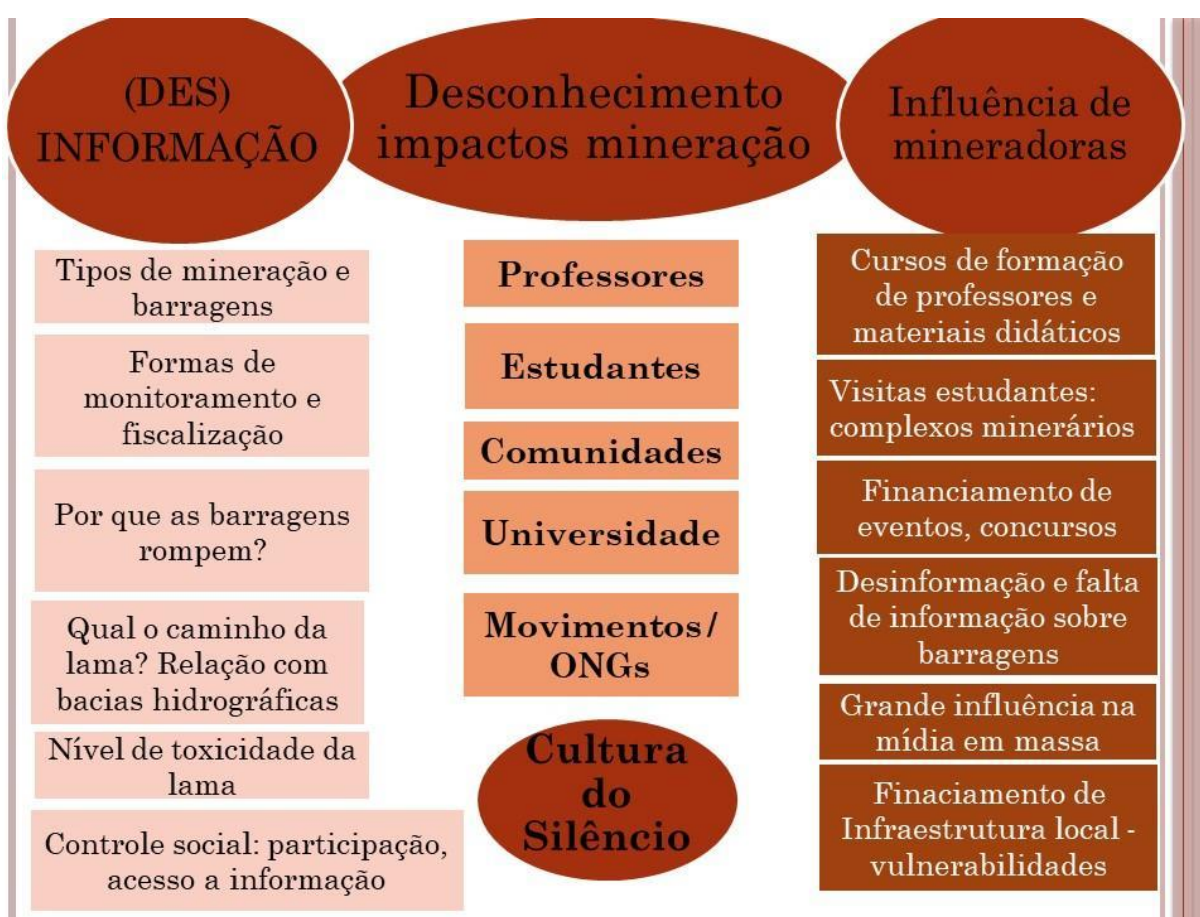 (DES)
INFORMAÇÃO
Desconhecimento
impactos mineração
Influência de
mineradoras
Tipos de mineração e
barragens
Formas de
monitoramento e
fiscalização
Por que as barragens
rompem?
Qual o caminho da
lama? Relação com
bacias hidrográficas
Nível de toxicidade da
lama
Controle social: participação,
acesso a informação
Professores
Estudantes
Comunidades
Universidade
Movimentos/
ONGs
Cultura
do
Silêncio
Cursos de formação
de professores e
materiais didáticos
Visitas estudantes:
complexos minerários
Financiamento de
eventos, concursos
Desinformação e falta
de informação sobre
barragens
Grande influência na
mídia em massa
Finaciamento de
Infraestrutura local -
vulnerabilidades